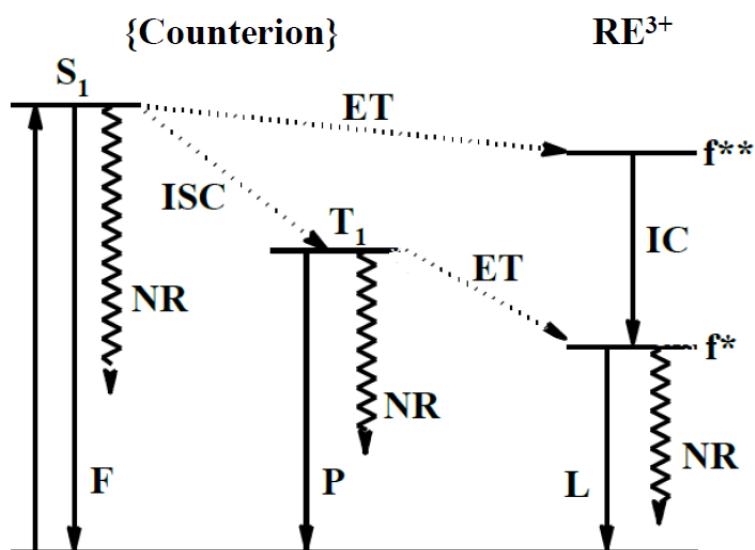 {Counterion} RE³⁺
S₁
ET
f**
ISC
T₁
IC
ET
NR
f*
NR
NR
F
P
L